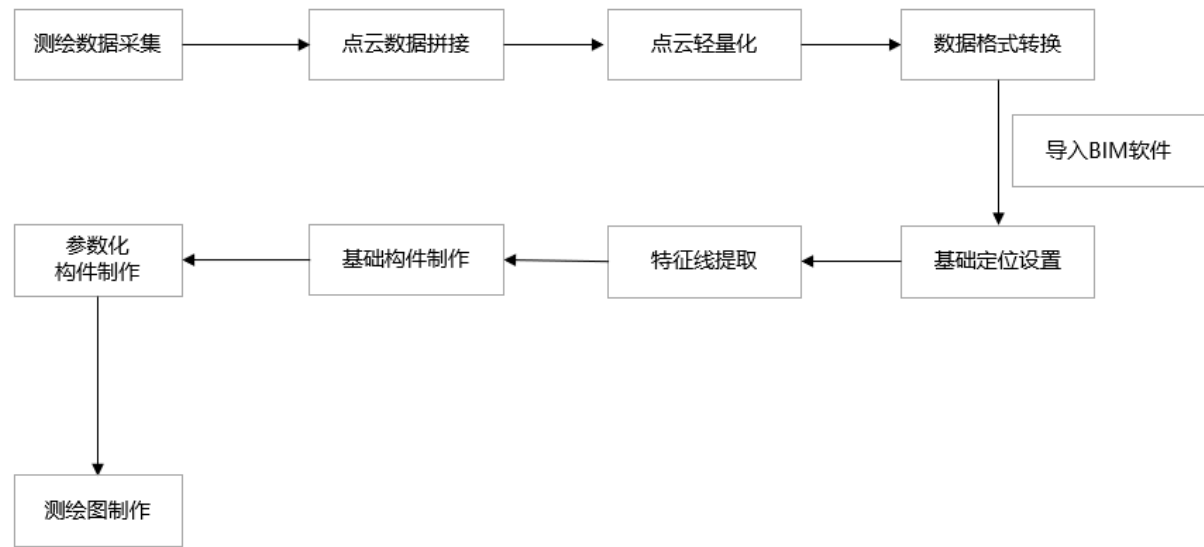 测绘数据采集
点云数据拼接
点云轻量化
数据格式转换
导入BIM软件
基础定位设置
特征线提取
基础构件制作
参数化
构件制作
测绘图制作